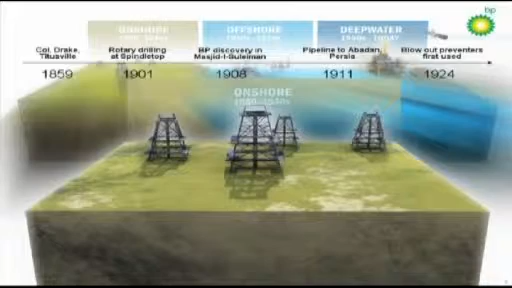 bp
ONSHORE
OFFSHORE
DEEPWATER
Col. Drake,
Titusville
Rotary drilling
at Spindletop
BP discovery in
Masjid-I-Suleiman
Pipeline to Abadan,
Persia
Blow out preventers
first used
1859
1901
1908
1911
1924
ONSHORE